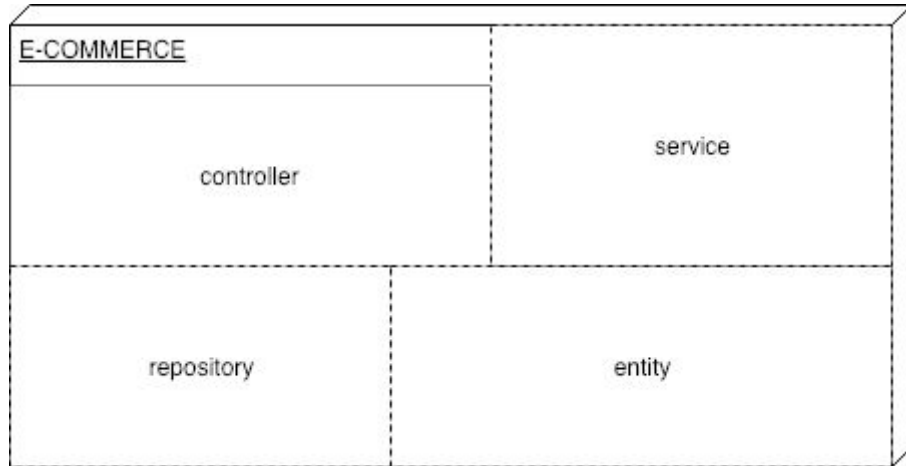 E-COMMERCE
service
controller
repository
entity